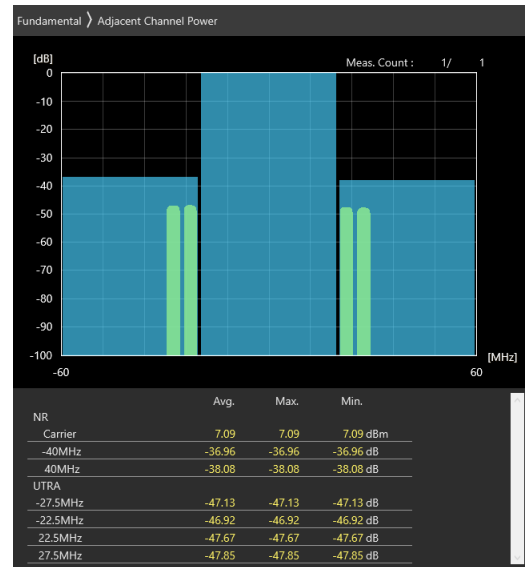 Fundamental 〉 Adjacent Channel Power
[dB]
Meas. Count : 1/ 1
0
-10
-20
-30
-40
-50
-60
-70
-80
-90
-100
[MHz]
-60 60
Avg. Max. Min.
NR
Carrier 7.09 7.09 7.09 dBm
-40MHz -36.96 -36.96 -36.96 dB
40MHz -38.08 -38.08 -38.08 dB
UTRA
-27.5MHz -47.13 -47.13 -47.13 dB
-22.5MHz -46.92 -46.92 -46.92 dB
22.5MHz -47.67 -47.67 -47.67 dB
27.5MHz -47.85 -47.85 -47.85 dB